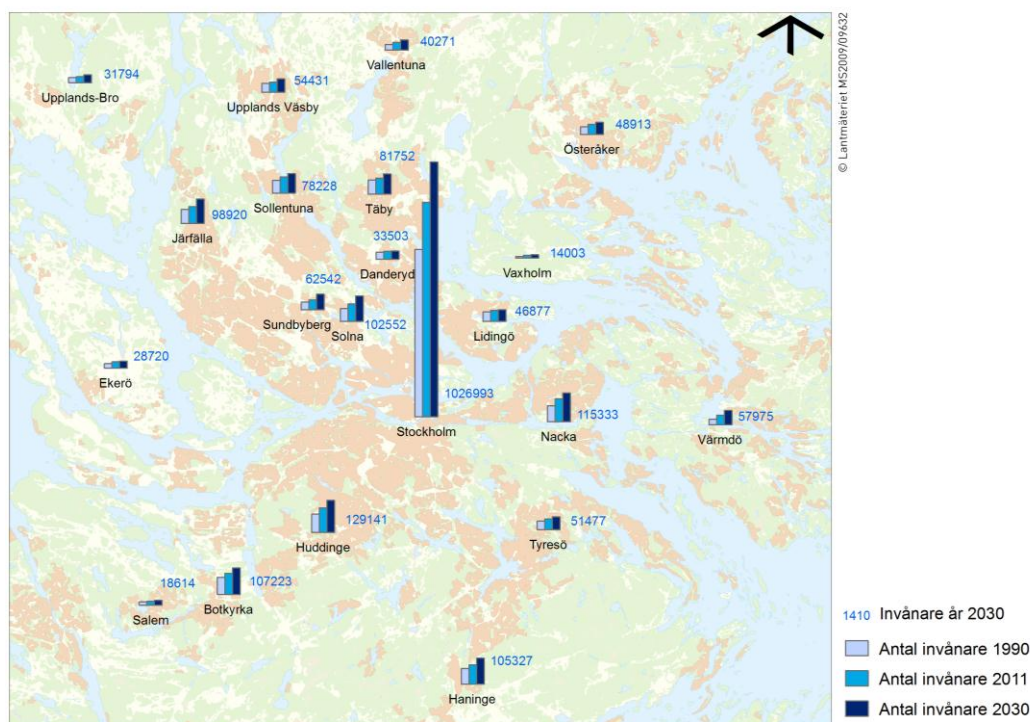 40271
Vallentuna
31794
Upplands-Bro
54431
Upplands Väsby
48913
Österåker
81752
Täby
78228
Sollentuna
98920
Järfälla
33503
Danderyd
14003
Vaxholm
62542
Sundbyberg
102552
Solna
46877
Lidingö
28720
Ekerö
1026993
Stockholm
115333
Nacka
57975
Värmdö
129141
Huddinge
51477
Tyresö
107223
Botkyrka
18614
Salem
105327
Haninge
© Lantmäteriet MS2009/09632
1410 Invånare år 2030
Antal invånare 1990
Antal invånare 2011
Antal invånare 2030